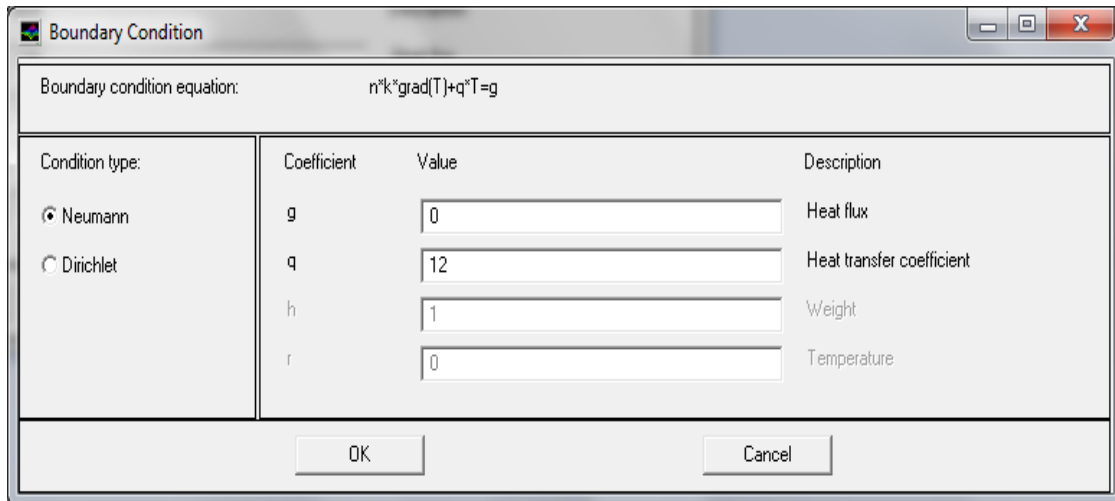 Boundary Condition
Boundary condition equation: n*k*grad(T)+q*T=g
Condition type: Coefficient Value Description
Neumann g 0 Heat flux
Dirichlet q 12 Heat transfer coefficient
h 1 Weight
r 0 Temperature
OK Cancel